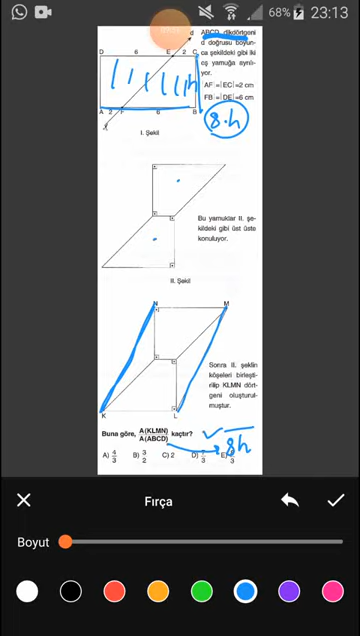 68% 23:13
D 6 E 2 C
A 2 F 6 B
d
h
ABCD dikdörtgeni
d doğrusu boyun-
ca şekildeki gibi iki
eş yamuğa ayrılı-
yor.
|AF|=|EC|=2 cm
|FB|=|DE|=6 cm
8.h
I. Şekil
Bu yamuklar II. şe-
kildeki gibi üst üste
konuluyor.
II. Şekil
N M
K L
Sonra II. şeklin
köşeleri birleşti-
rilip KLMN dört-
geni oluşturul-
muştur.
Buna göre, A(KLMN)/A(ABCD) kaçtır?
8h
A) 4/3 B) 3/2 C) 2 D) /3 E) /3
Fırça
Boyut